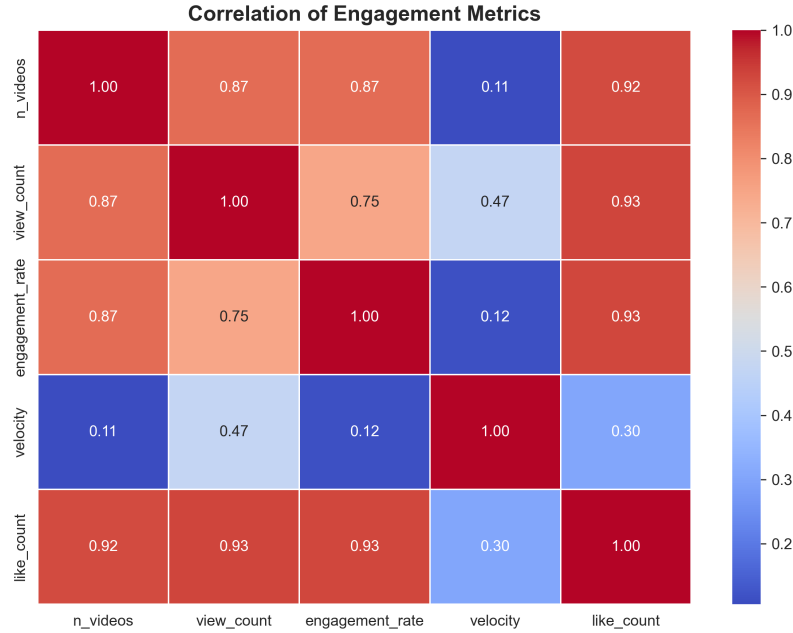 Correlation of Engagement Metrics
n_videos 1.00 0.87 0.87 0.11 0.92
view_count 0.87 1.00 0.75 0.47 0.93
engagement_rate 0.87 0.75 1.00 0.12 0.93
velocity 0.11 0.47 0.12 1.00 0.30
like_count 0.92 0.93 0.93 0.30 1.00
n_videos view_count engagement_rate velocity like_count
1.0
0.9
0.8
0.7
0.6
0.5
0.4
0.3
0.2